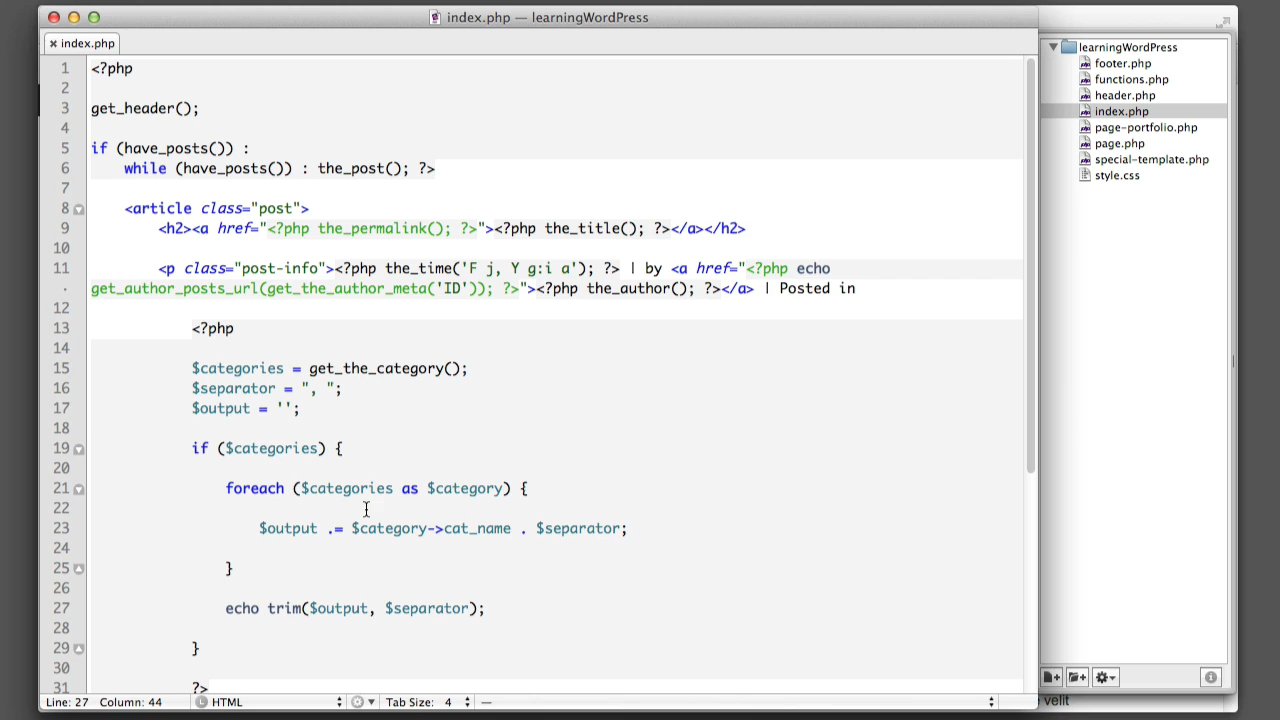 index.php — learningWordPress
index.php
1 <?php
2
3 get_header();
4
5 if (have_posts()) :
6 while (have_posts()) : the_post(); ?>
7
8 <article class="post">
9 <h2><a href="<?php the_permalink(); ?>"><?php the_title(); ?></a></h2>
10
11 <p class="post-info"><?php the_time('F j, Y g:i a'); ?> | by <a href="<?php echo
· get_author_posts_url(get_the_author_meta('ID')); ?>"><?php the_author(); ?></a> | Posted in
12
13 <?php
14
15 $categories = get_the_category();
16 $separator = ", ";
17 $output = '';
18
19 if ($categories) {
20
21 foreach ($categories as $category) {
22
23 $output .= $category->cat_name . $separator;
24
25 }
26
27 echo trim($output, $separator);
28
29 }
30
31 ?>
Line: 27 Column: 44 L HTML Tab Size: 4 —
learningWordPress
footer.php
functions.php
header.php
index.php
page-portfolio.php
page.php
special-template.php
style.css
velit